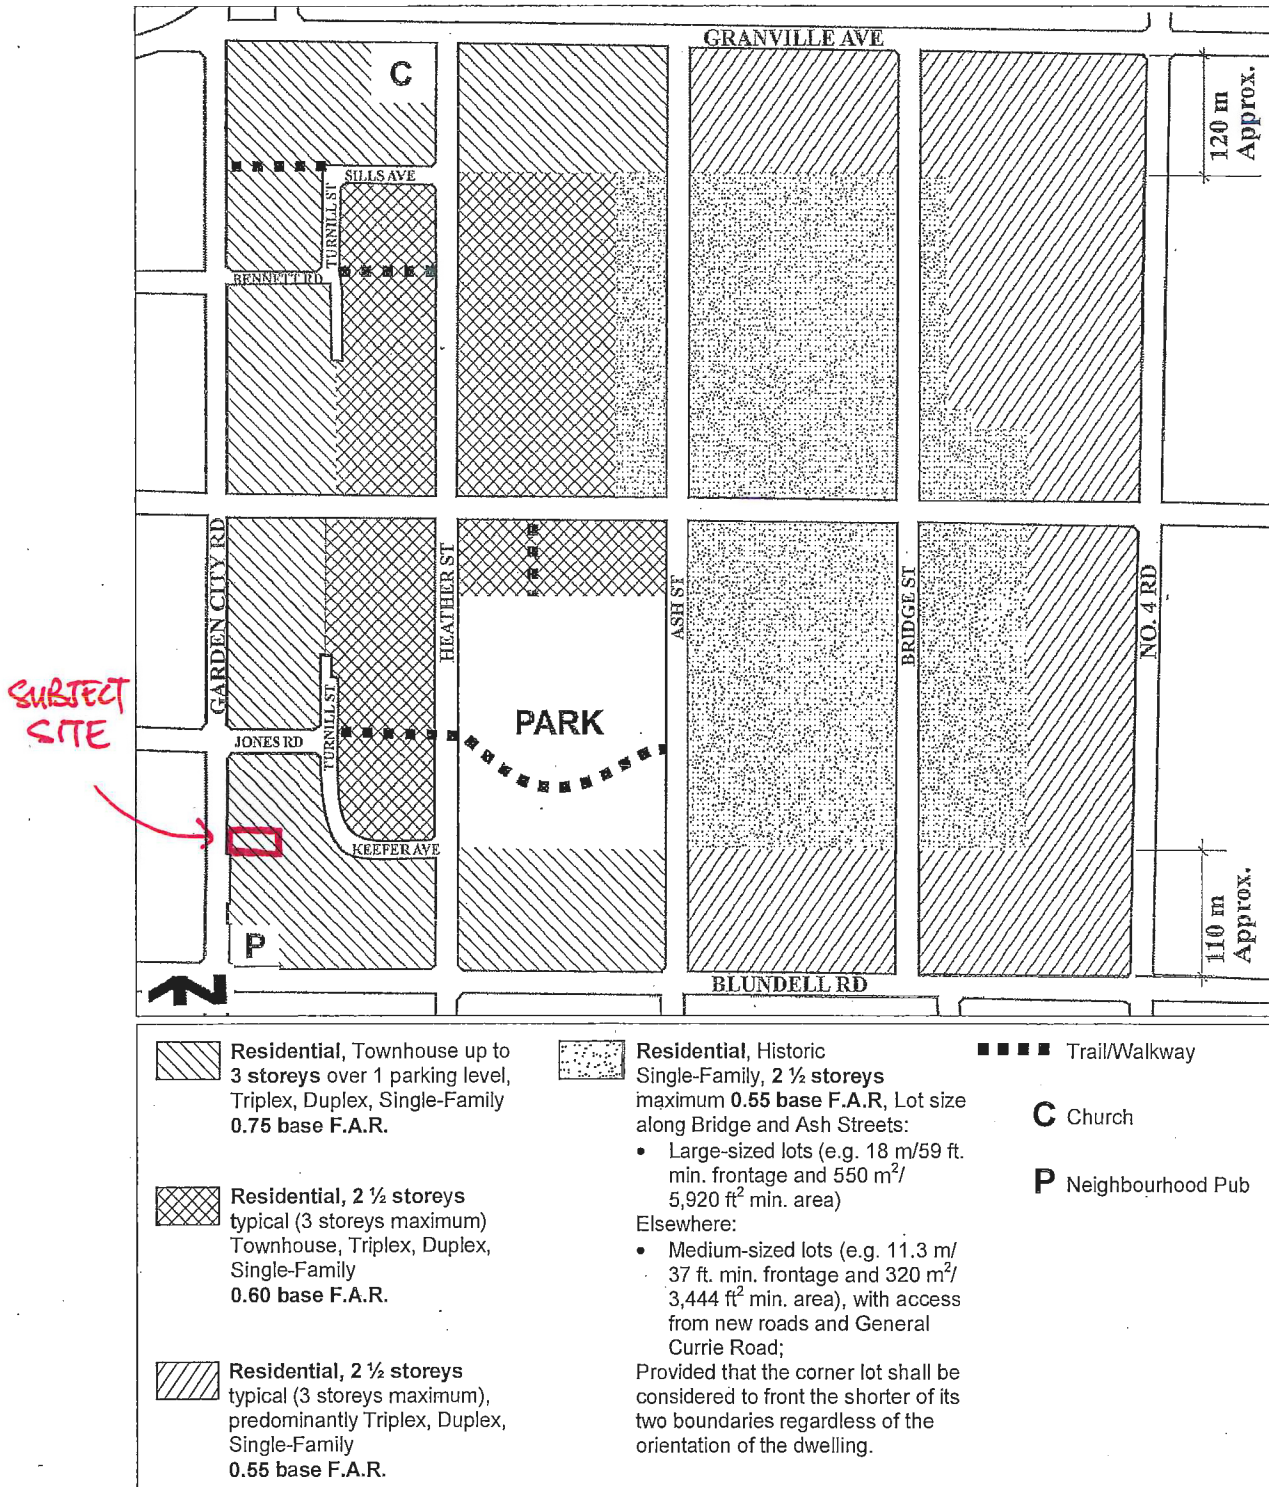 GRANVILLE AVE
C
120 m
Approx.
SILLS AVE
TURNILL ST
BENNETT RD
GARDEN CITY RD
HEATHER ST
ASH ST
BRIDGE ST
NO. 4 RD
SUBJECT
SITE
JONES RD
TURNILL ST
PARK
KEEFER AVE
110 m
Approx.
P
BLUNDELL RD
Residential, Townhouse up to
3 storeys over 1 parking level,
Triplex, Duplex, Single-Family
0.75 base F.A.R.
Residential, 2 ½ storeys
typical (3 storeys maximum)
Townhouse, Triplex, Duplex,
Single-Family
0.60 base F.A.R.
Residential, 2 ½ storeys
typical (3 storeys maximum),
predominantly Triplex, Duplex,
Single-Family
0.55 base F.A.R.
Residential, Historic
Single-Family, 2 ½ storeys
maximum 0.55 base F.A.R, Lot size
along Bridge and Ash Streets:
• Large-sized lots (e.g. 18 m/59 ft.
min. frontage and 550 m²/
5,920 ft² min. area)
Elsewhere:
• Medium-sized lots (e.g. 11.3 m/
37 ft. min. frontage and 320 m²/
3,444 ft² min. area), with access
from new roads and General
Currie Road;
Provided that the corner lot shall be
considered to front the shorter of its
two boundaries regardless of the
orientation of the dwelling.
Trail/Walkway
C Church
P Neighbourhood Pub